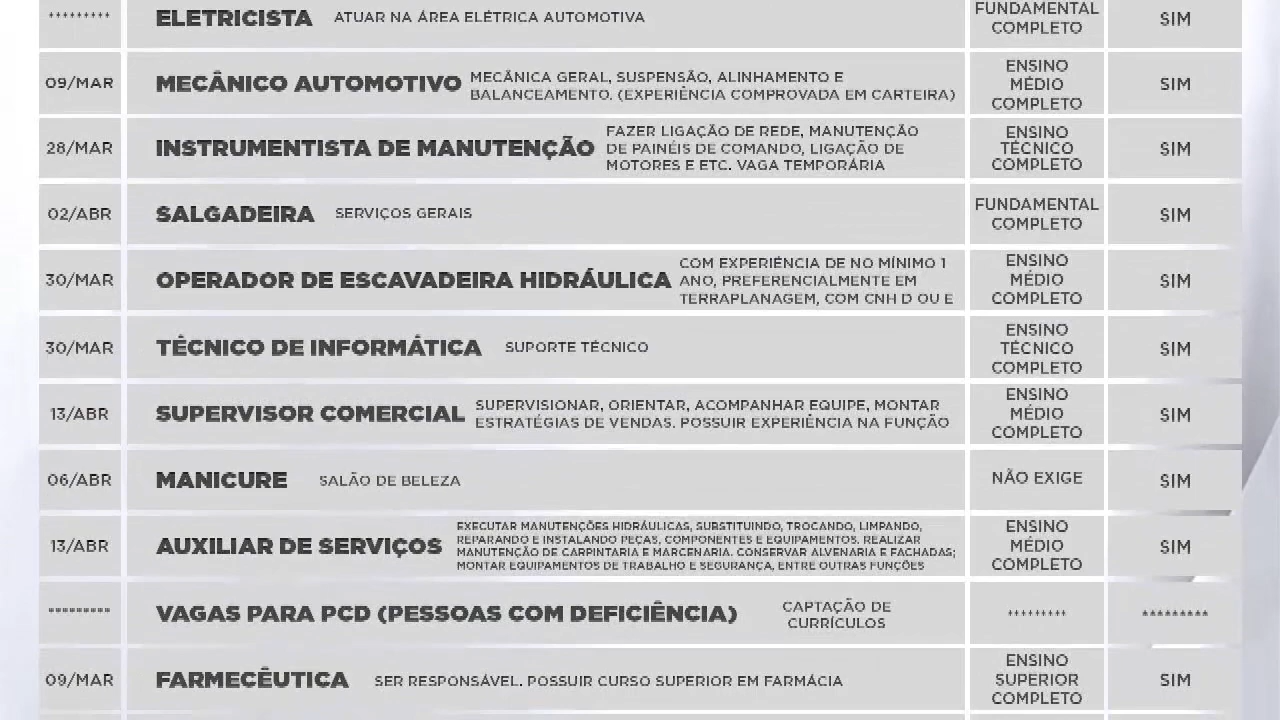 ********* ELETRICISTA ATUAR NA ÁREA ELÉTRICA AUTOMOTIVA FUNDAMENTAL COMPLETO SIM
09/MAR MECÂNICO AUTOMOTIVO MECÂNICA GERAL, SUSPENSÃO, ALINHAMENTO E
BALANCEAMENTO. (EXPERIÊNCIA COMPROVADA EM CARTEIRA)
ENSINO
MÉDIO
COMPLETO
SIM
28/MAR INSTRUMENTISTA DE MANUTENÇÃO
FAZER LIGAÇÃO DE REDE, MANUTENÇÃO
DE PAINÉIS DE COMANDO, LIGAÇÃO DE
MOTORES E ETC. VAGA TEMPORÁRIA
ENSINO
TÉCNICO
COMPLETO
SIM
02/ABR SALGADEIRA SERVIÇOS GERAIS
FUNDAMENTAL
COMPLETO
SIM
30/MAR OPERADOR DE ESCAVADEIRA HIDRÁULICA
COM EXPERIÊNCIA DE NO MÍNIMO 1
ANO, PREFERENCIALMENTE EM
TERRAPLANAGEM, COM CNH D OU E
ENSINO
MÉDIO
COMPLETO
SIM
30/MAR TÉCNICO DE INFORMÁTICA SUPORTE TÉCNICO
ENSINO
TÉCNICO
COMPLETO
SIM
13/ABR SUPERVISOR COMERCIAL
SUPERVISIONAR, ORIENTAR, ACOMPANHAR EQUIPE, MONTAR
ESTRATÉGIAS DE VENDAS. POSSUIR EXPERIÊNCIA NA FUNÇÃO
ENSINO
MÉDIO
COMPLETO
SIM
06/ABR MANICURE SALÃO DE BELEZA NÃO EXIGE SIM
13/ABR AUXILIAR DE SERVIÇOS
EXECUTAR MANUTENÇÕES HIDRÁULICAS, SUBSTITUINDO, TROCANDO, LIMPANDO,
REPARANDO E INSTALANDO PEÇAS, COMPONENTES E EQUIPAMENTOS. REALIZAR
MANUTENÇÃO DE CARPINTARIA E MARCENARIA. CONSERVAR ALVENARIA E FACHADAS;
MONTAR EQUIPAMENTOS DE TRABALHO E SEGURANÇA, ENTRE OUTRAS FUNÇÕES
ENSINO
MÉDIO
COMPLETO
SIM
********* VAGAS PARA PCD (PESSOAS COM DEFICIÊNCIA)
CAPTAÇÃO DE
CURRÍCULOS
********* *********
09/MAR FARMECÊUTICA SER RESPONSÁVEL. POSSUIR CURSO SUPERIOR EM FARMÁCIA
ENSINO
SUPERIOR
COMPLETO
SIM